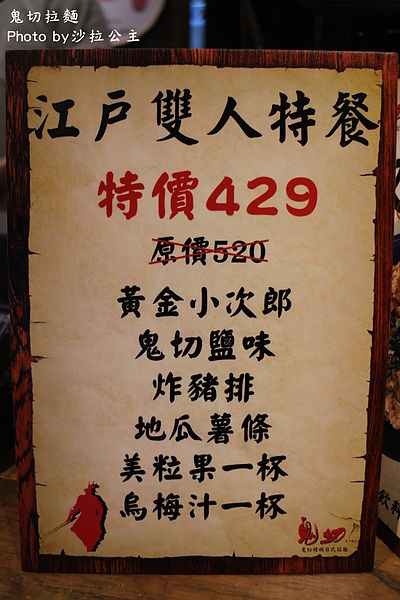 鬼切拉麵
Photo by沙拉公主
江戶雙人特餐
特價429
原價520
黃金小次郎
鬼切鹽味
炸豬排
地瓜薯條
美粒果一杯
烏梅汁一杯
鬼切
飲料